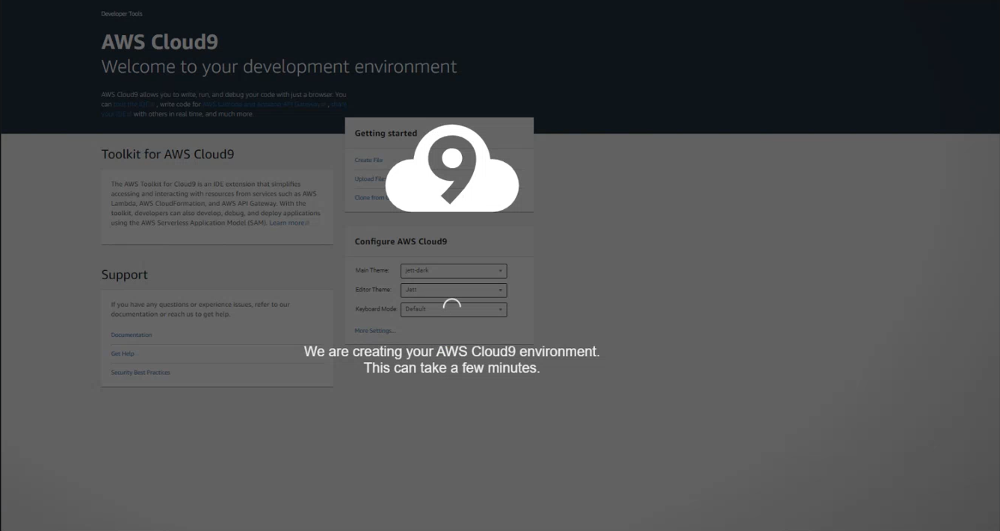 Developer Tools
AWS Cloud9
Welcome to your development environment
AWS Cloud9 allows you to write, run, and debug your code with just a browser. You
can tour the IDE, write code for AWS Lambda and Amazon API Gateway, share
your IDE with others in real time, and much more.
Toolkit for AWS Cloud9
The AWS Toolkit for Cloud9 is an IDE extension that simplifies
accessing and interacting with resources from services such as AWS
Lambda, AWS CloudFormation, and AWS API Gateway. With the
toolkit, developers can also develop, debug, and deploy applications
using the AWS Serverless Application Model (SAM). Learn more
Support
If you have any questions or experience issues, refer to our
documentation or reach us to get help.
Documentation
Get Help
Security Best Practices
Getting started
Create File
Upload Files
Clone from
9
Configure AWS Cloud9
Main Theme: jett-dark
Editor Theme: Jett
Keyboard Mode: Default
More Settings...
We are creating your AWS Cloud9 environment.
This can take a few minutes.